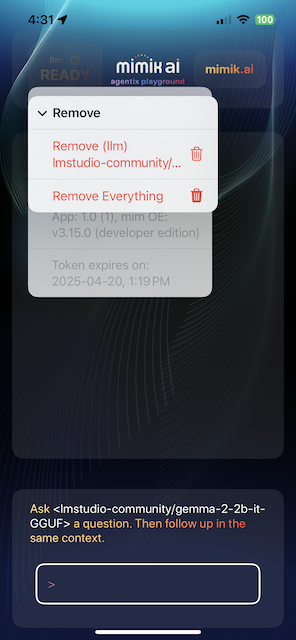 4:31
100
llm:
READY
mimik ai
agentix playground
mimik.ai
Remove
Remove (llm)
lmstudio-community/...
Remove Everything
App: 1.0 (1), mim OE:
v3.15.0 (developer edition)
Token expires on:
2025-04-20, 1:19 PM
Ask <lmstudio-community/gemma-2-2b-it-
GGUF> a question. Then follow up in the
same context.
>